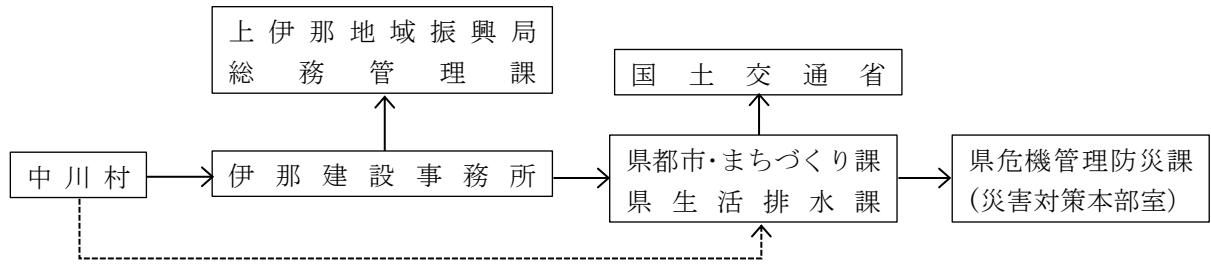 上伊那地域振興局
総務管理課
国土交通省
中川村
伊那建設事務所
県都市・まちづくり課
県生活排水課
県危機管理防災課
(災害対策本部室)